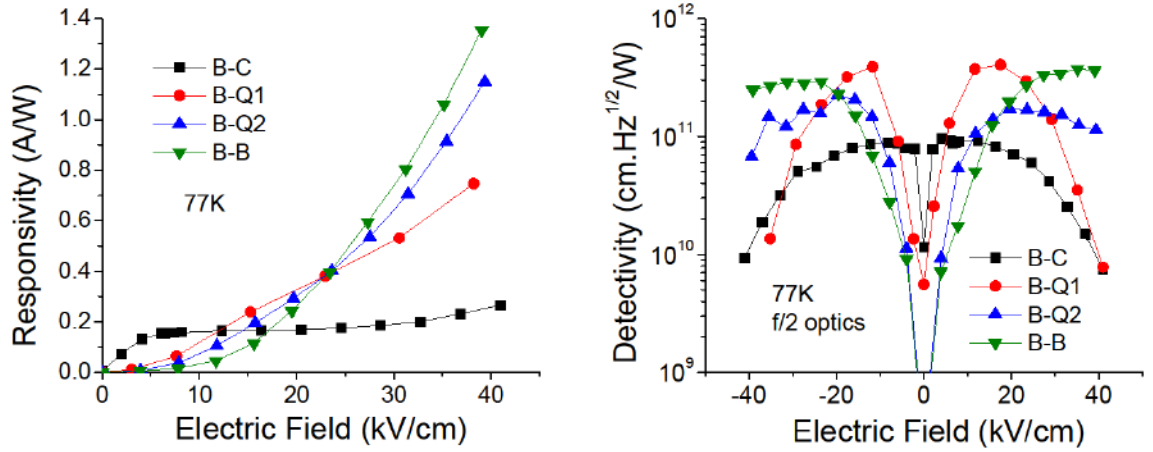 1.4
1.2
1.0
0.8
0.6
0.4
0.2
0.0
Responsivity (A/W)
B-C
B-Q1
B-Q2
B-B
77K
0 10 20 30 40
Electric Field (kV/cm)
10¹²
10¹¹
10¹⁰
10⁹
Detectivity (cm.Hz¹/²/W)
B-C
B-Q1
B-Q2
B-B
77K
f/2 optics
-40 -20 0 20 40
Electric Field (kV/cm)